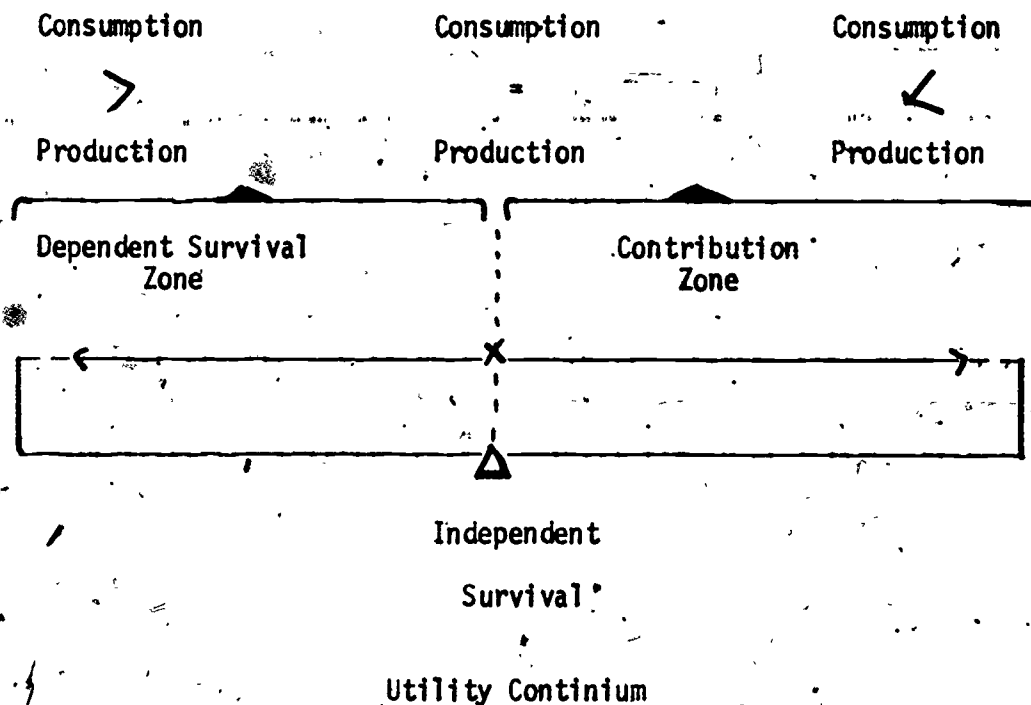 Consumption Consumption Consumption
> = <
Production Production Production
Dependent Survival
Zone
Contribution
Zone
X
Independent
Survival
Utility Continium